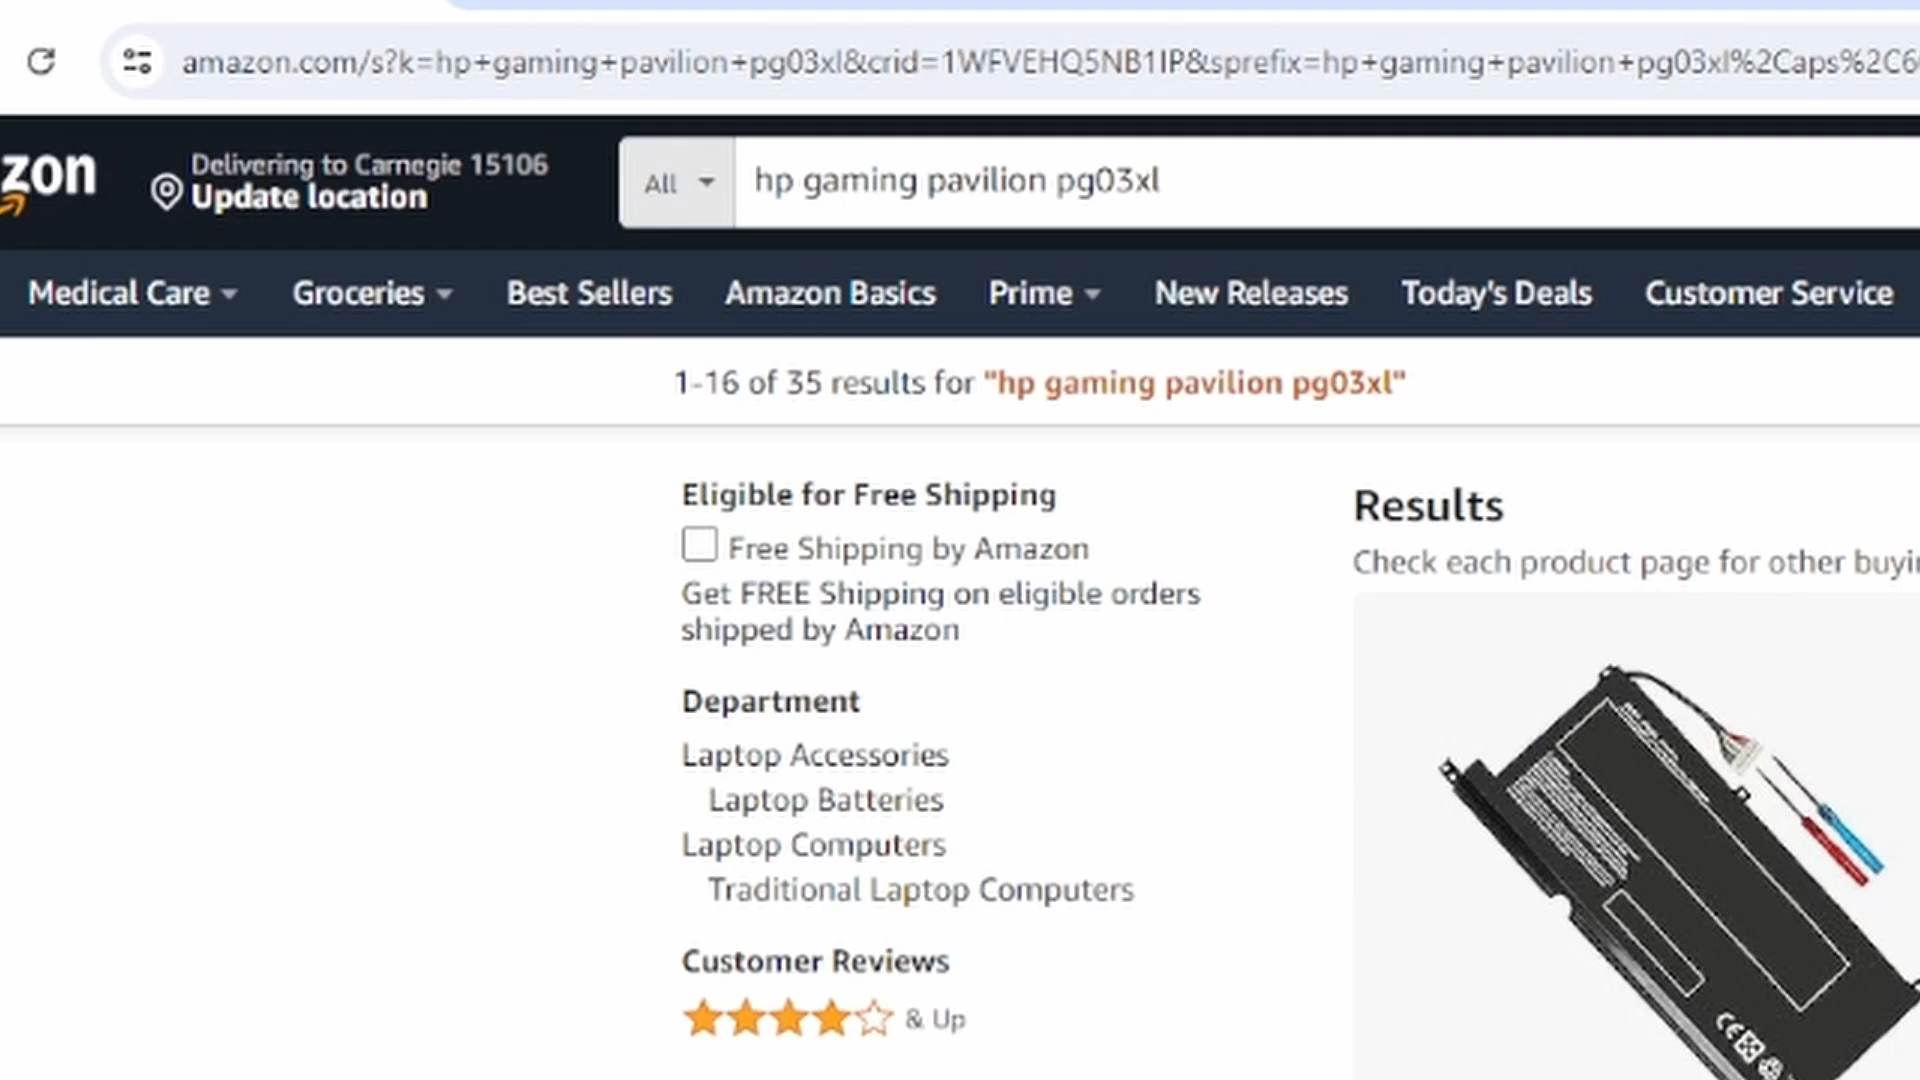 amazon.com/s?k=hp+gaming+pavilion+pg03xl&crid=1WFVEHQ5NB1IP&sprefix=hp+gaming+pavilion+pg03xl%2Caps%2C6
zon
Delivering to Carnegie 15106
Update location
All
hp gaming pavilion pg03xl
Medical Care
Groceries
Best Sellers
Amazon Basics
Prime
New Releases
Today's Deals
Customer Service
1-16 of 35 results for "hp gaming pavilion pg03xl"
Eligible for Free Shipping
Free Shipping by Amazon
Get FREE Shipping on eligible orders
shipped by Amazon
Department
Laptop Accessories
Laptop Batteries
Laptop Computers
Traditional Laptop Computers
Customer Reviews
& Up
Results
Check each product page for other buyin
CE